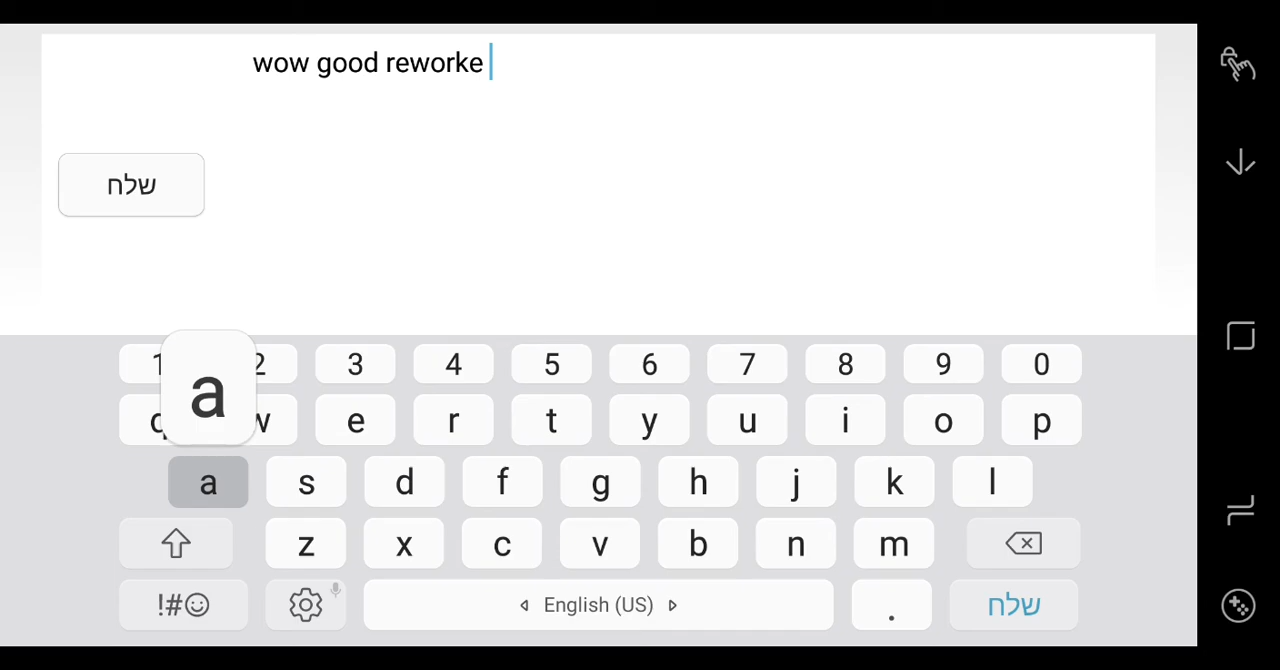 wow good reworke
שלח
a
1 2 3 4 5 6 7 8 9 0
q w e r t y u i o p
a s d f g h j k l
z x c v b n m
!#☺ English (US) . שלח